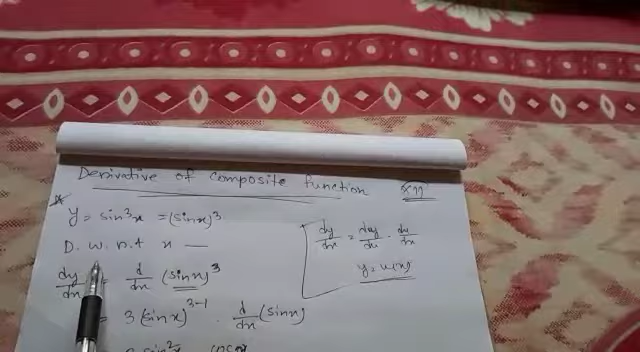 Derivative of composite function XII
* y = sin³x = (sinx)³
D. w. r. t x —
dy/dx = d/dx (sinx)³
= 3(sinx)³⁻¹ . d/dx (sinx)
dy/dx = dy/du . du/dx